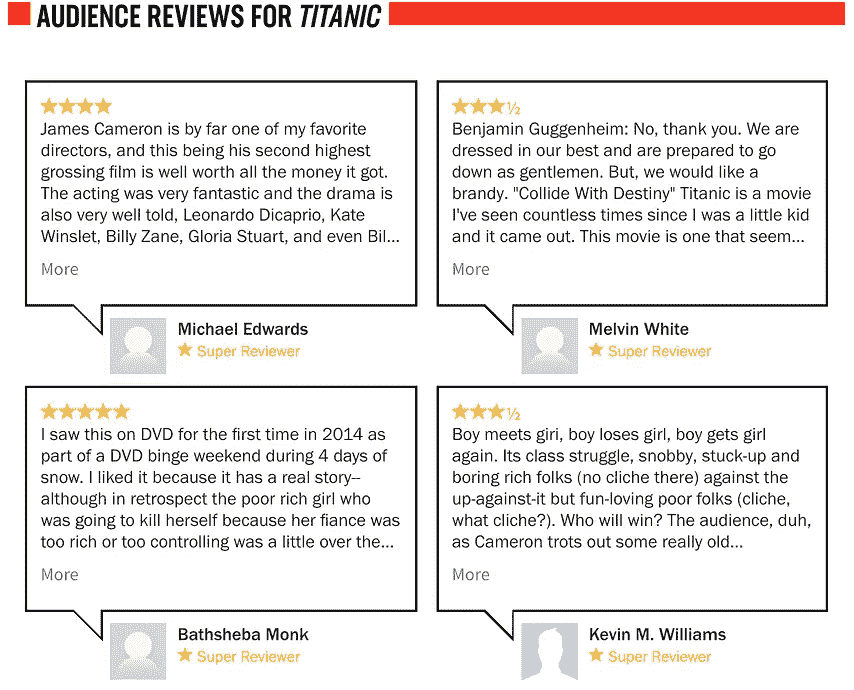 AUDIENCE REVIEWS FOR TITANIC
★★★★
James Cameron is by far one of my favorite
directors, and this being his second highest
grossing film is well worth all the money it got.
The acting was very fantastic and the drama is
also very well told, Leonardo Dicaprio, Kate
Winslet, Billy Zane, Gloria Stuart, and even Bil...
More
Michael Edwards
★ Super Reviewer
★★★½
Benjamin Guggenheim: No, thank you. We are
dressed in our best and are prepared to go
down as gentlemen. But, we would like a
brandy. "Collide With Destiny" Titanic is a movie
I've seen countless times since I was a little kid
and it came out. This movie is one that seem...
More
Melvin White
★ Super Reviewer
★★★★★
I saw this on DVD for the first time in 2014 as
part of a DVD binge weekend during 4 days of
snow. I liked it because it has a real story--
although in retrospect the poor rich girl who
was going to kill herself because her fiance was
too rich or too controlling was a little over the...
More
Bathsheba Monk
★ Super Reviewer
★★★½
Boy meets giri, boy loses girl, boy gets girl
again. Its class struggle, snobby, stuck-up and
boring rich folks (no cliche there) against the
up-against-it but fun-loving poor folks (cliche,
what cliche?). Who will win? The audience, duh,
as Cameron trots out some really old...
More
Kevin M. Williams
★ Super Reviewer